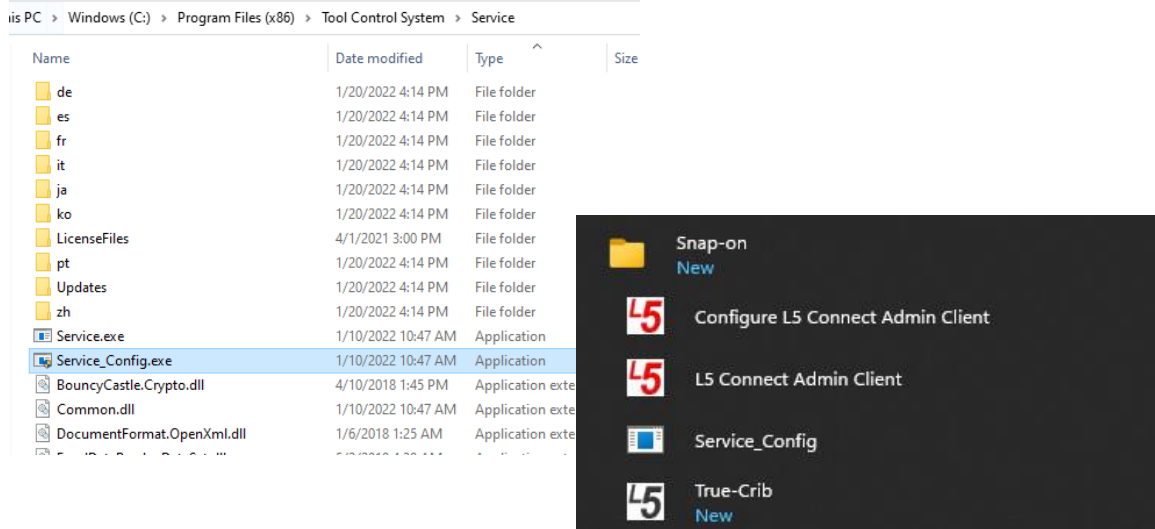 is PC > Windows (C:) > Program Files (x86) > Tool Control System > Service
Name Date modified Type Size
de 1/20/2022 4:14 PM File folder
es 1/20/2022 4:14 PM File folder
fr 1/20/2022 4:14 PM File folder
it 1/20/2022 4:14 PM File folder
ja 1/20/2022 4:14 PM File folder
ko 1/20/2022 4:14 PM File folder
LicenseFiles 4/1/2021 3:00 PM File folder
pt 1/20/2022 4:14 PM File folder
Updates 1/20/2022 4:14 PM File folder
zh 1/20/2022 4:14 PM File folder
Service.exe 1/10/2022 10:47 AM Application
Service_Config.exe 1/10/2022 10:47 AM Application
BouncyCastle.Crypto.dll 4/10/2018 1:45 PM Application exte
Common.dll 1/10/2022 10:47 AM Application exte
DocumentFormat.OpenXml.dll 1/6/2018 1:25 AM Application exte
Snap-on
New
L5 Configure L5 Connect Admin Client
L5 L5 Connect Admin Client
Service_Config
L5 True-Crib
New